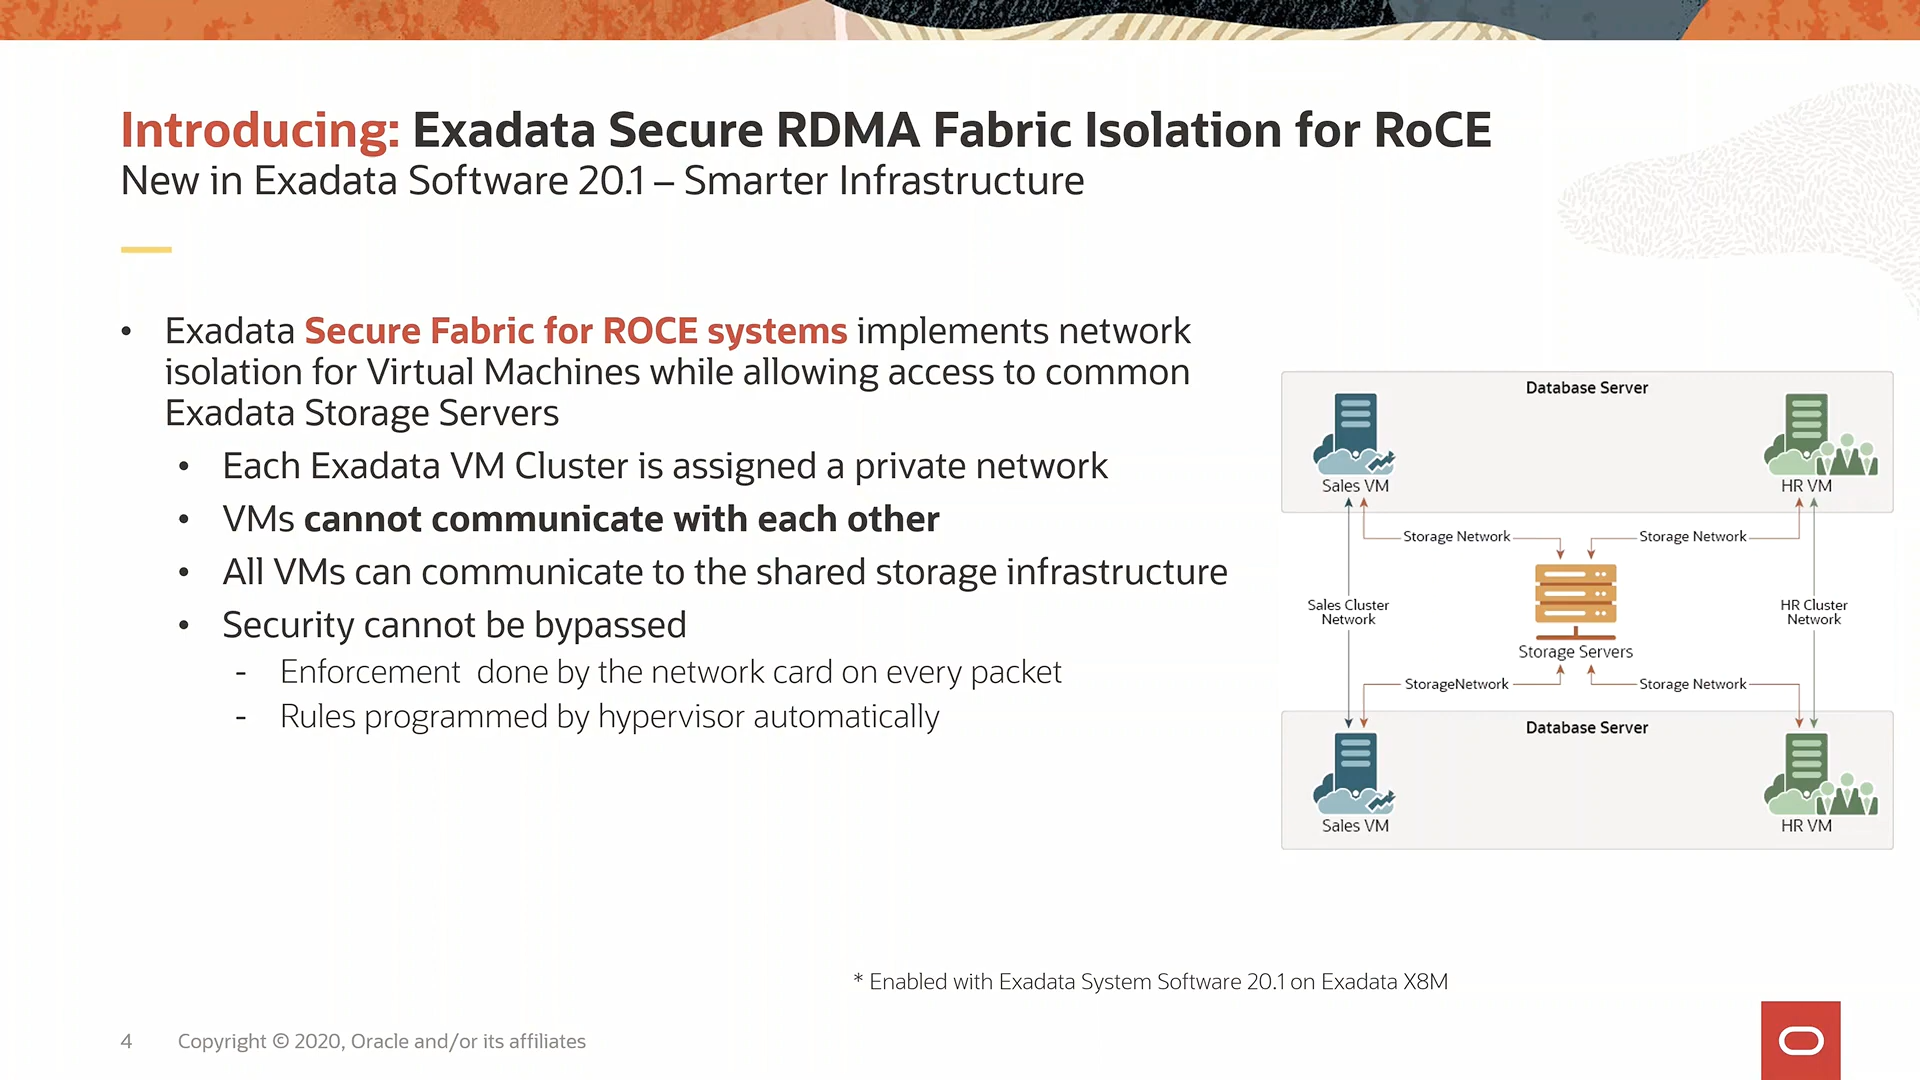 Introducing: Exadata Secure RDMA Fabric Isolation for RoCE
New in Exadata Software 20.1 – Smarter Infrastructure
• Exadata Secure Fabric for ROCE systems implements network
isolation for Virtual Machines while allowing access to common
Exadata Storage Servers
• Each Exadata VM Cluster is assigned a private network
• VMs cannot communicate with each other
• All VMs can communicate to the shared storage infrastructure
• Security cannot be bypassed
- Enforcement  done by the network card on every packet
- Rules programmed by hypervisor automatically
Database Server
Sales VM
HR VM
Storage Network
Storage Network
Sales Cluster
Network
HR Cluster
Network
Storage Servers
StorageNetwork
Storage Network
Database Server
Sales VM
HR VM
* Enabled with Exadata System Software 20.1 on Exadata X8M
4
Copyright © 2020, Oracle and/or its affiliates